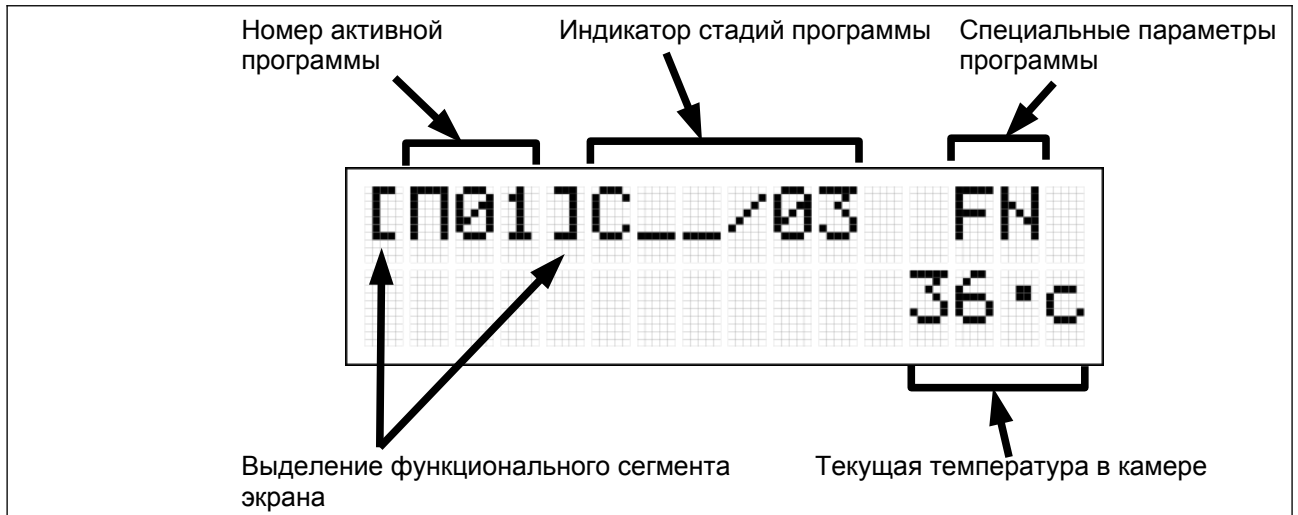 Номер активной программы
Индикатор стадий программы
Специальные параметры программы
[П01]С__/03 FN
36°с
Выделение функционального сегмента экрана
Текущая температура в камере